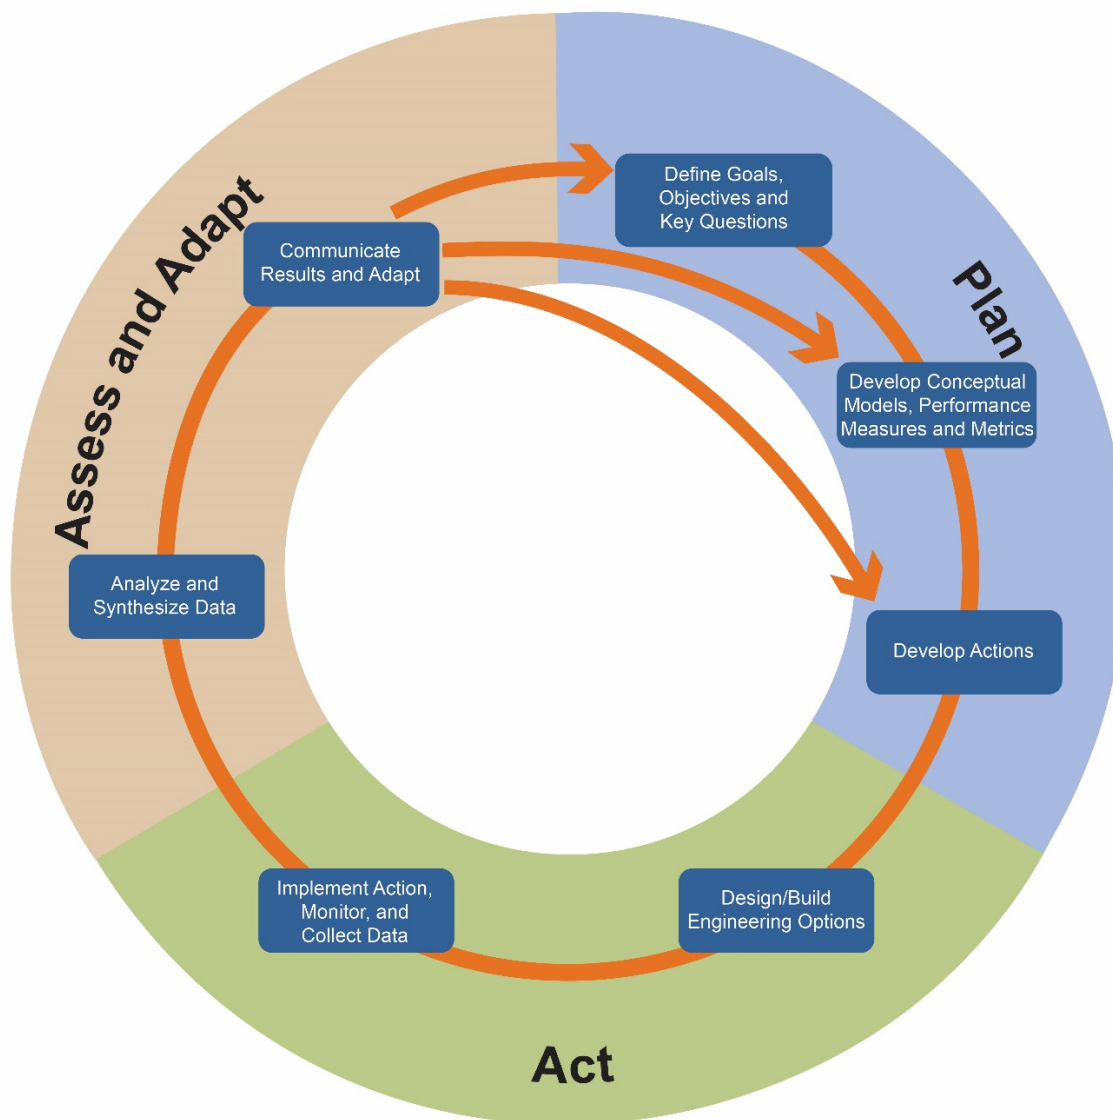 Define Goals,
Objectives and
Key Questions
Plan
Develop Conceptual
Models, Performance
Measures and Metrics
Develop Actions
Design/Build
Engineering Options
Act
Implement Action,
Monitor, and
Collect Data
Analyze and
Synthesize Data
Assess and Adapt
Communicate
Results and Adapt